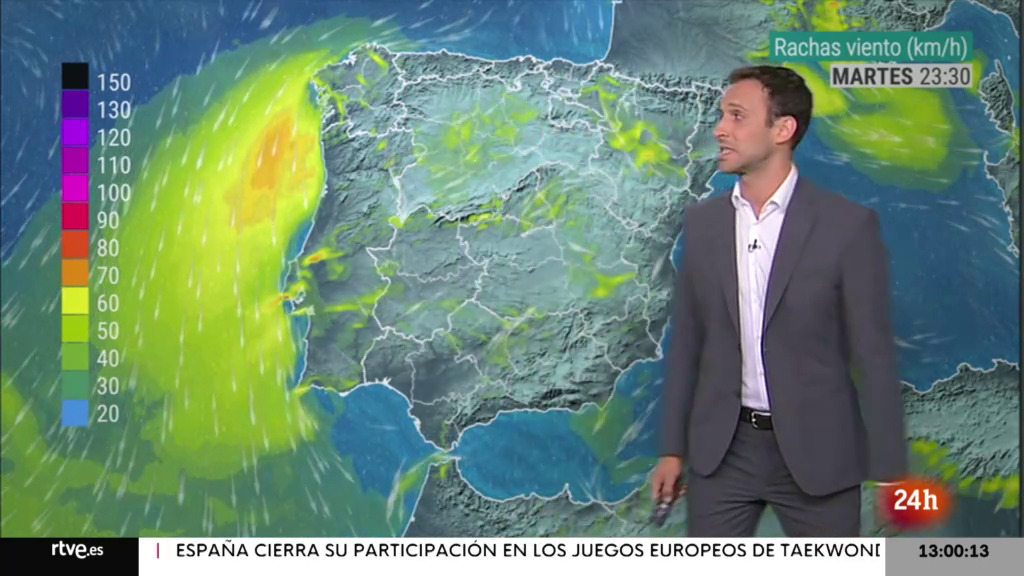 Rachas viento (km/h)
MARTES 23:30
150
130
120
110
100
90
80
70
60
50
40
30
20
24h
rtve.es
ESPAÑA CIERRA SU PARTICIPACIÓN EN LOS JUEGOS EUROPEOS DE
13:00:13